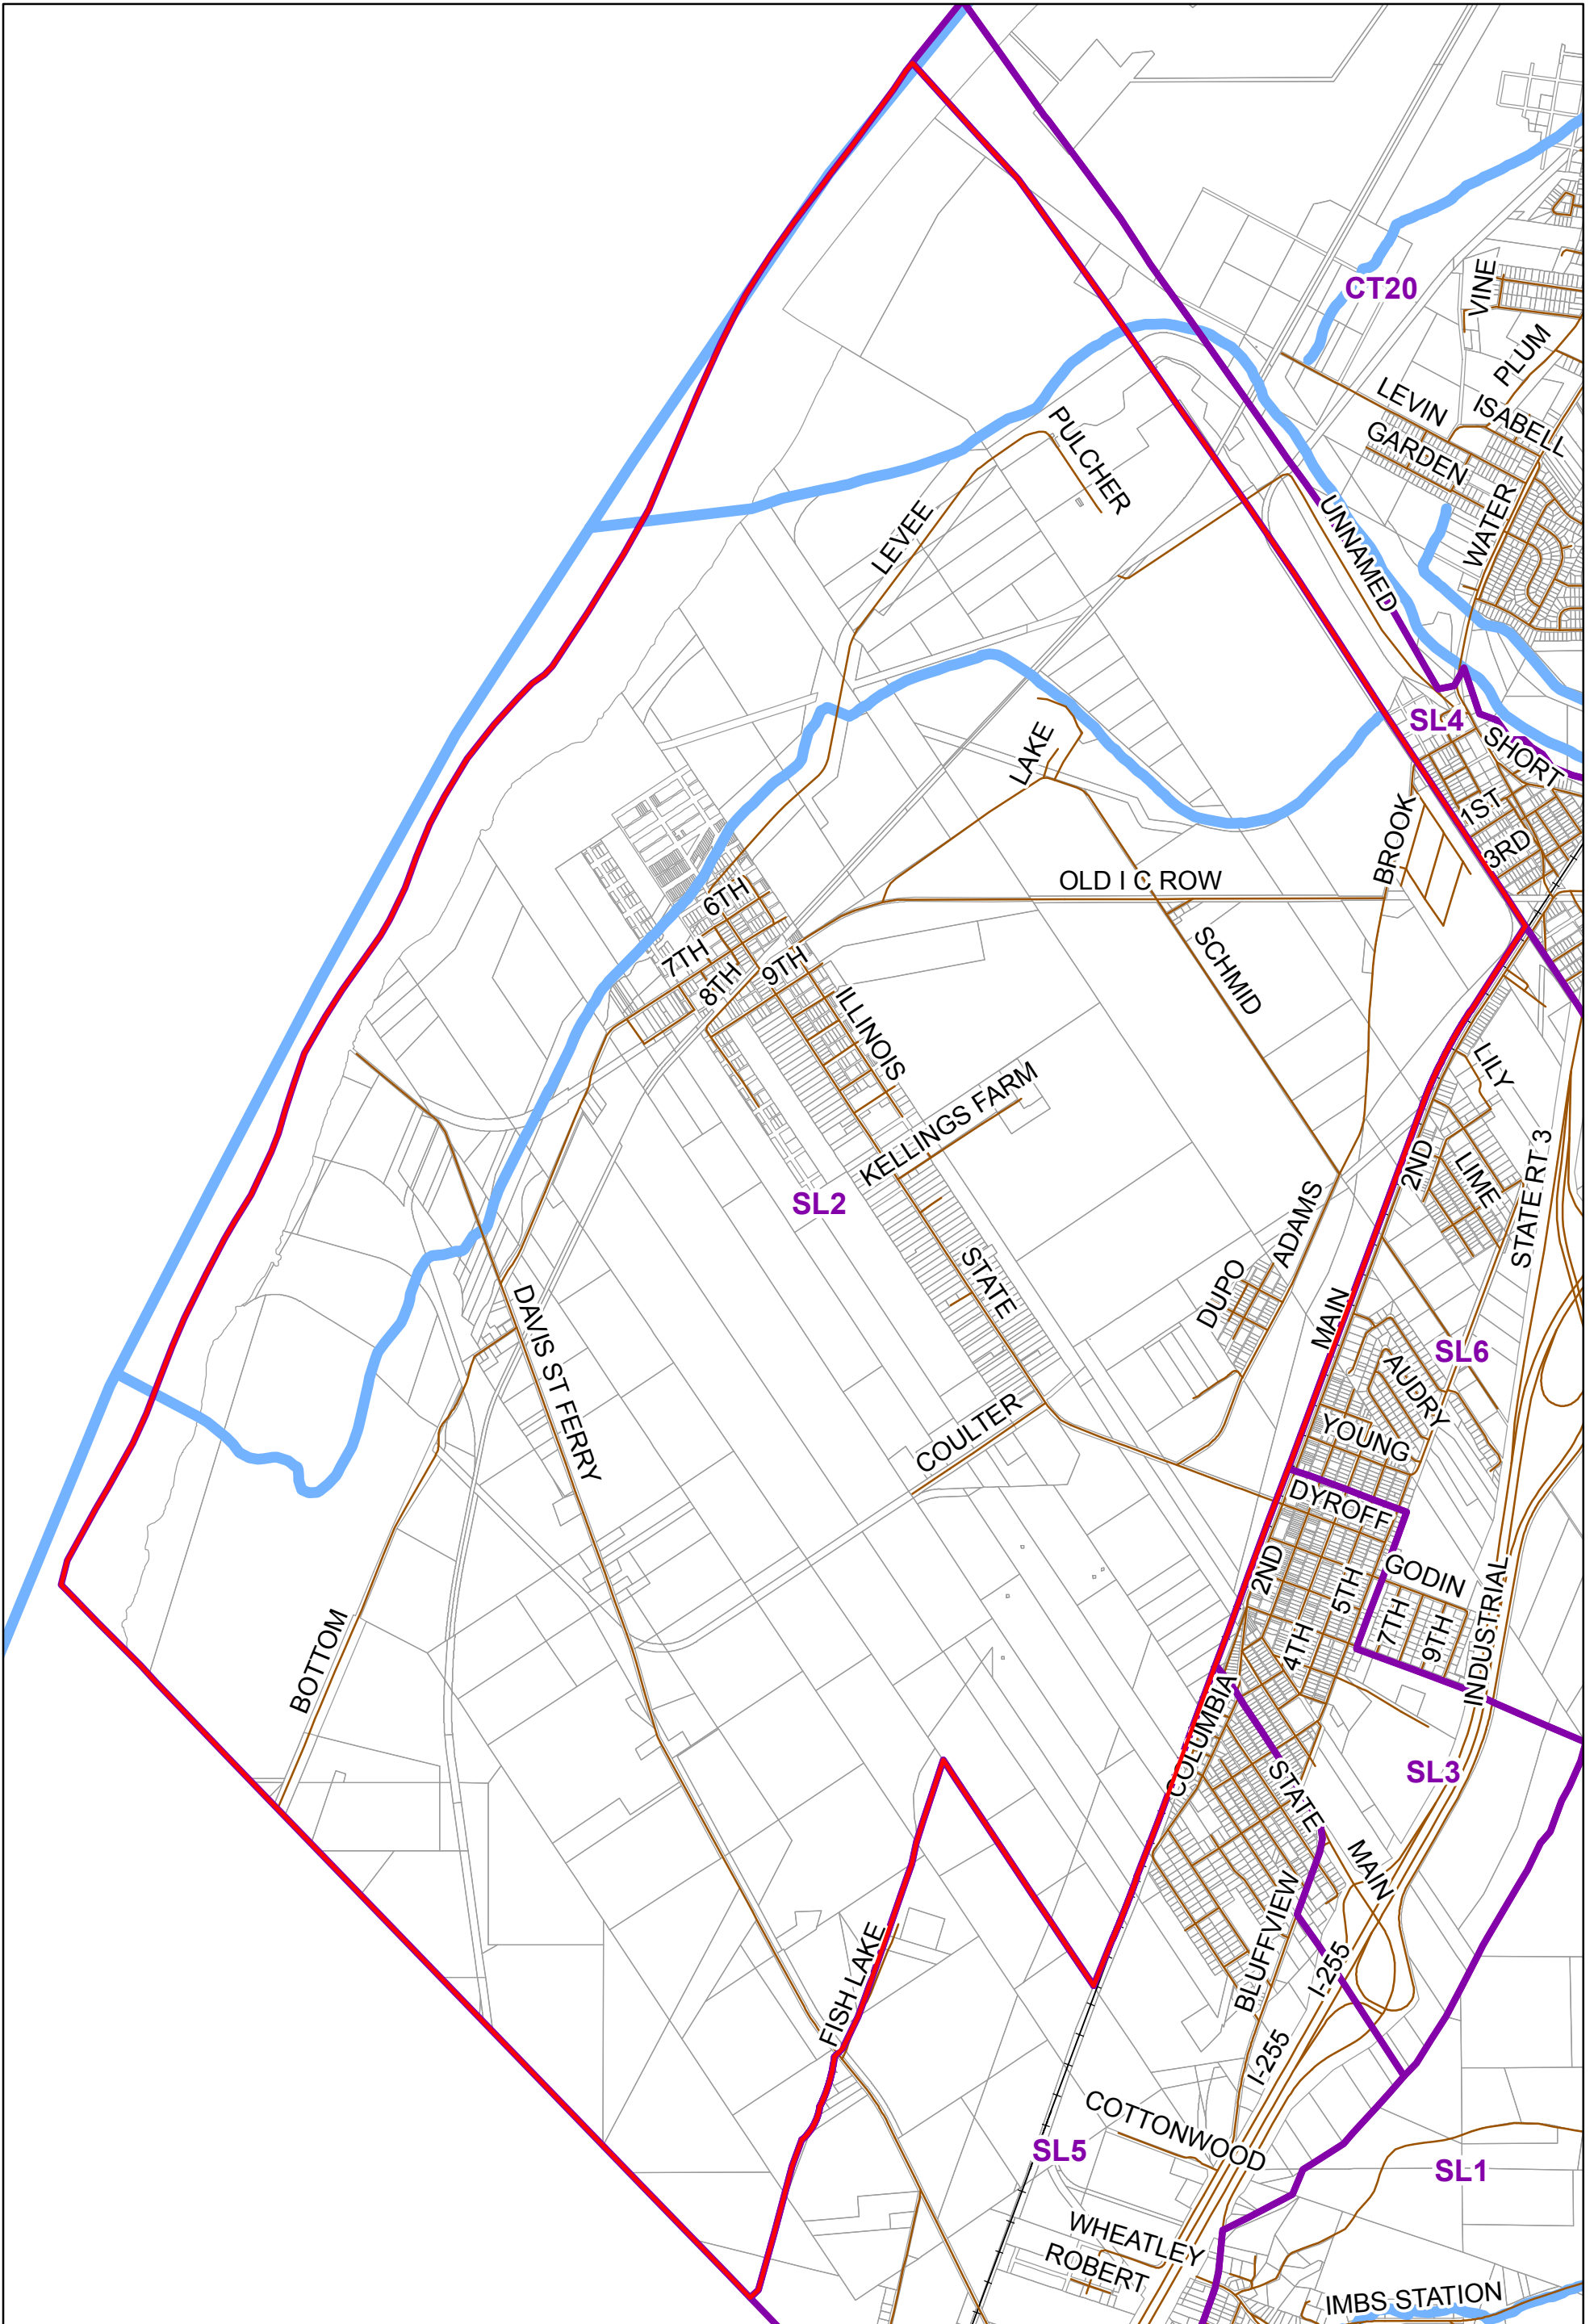 CT20
VINE
PLUM
LEVIN
ISABELL
GARDEN
PULCHER
WATER
LEVEE
UNNAMED
SL4
LAKE
SHORT
1ST
BROOK
3RD
OLD I C ROW
6TH
7TH
9TH
8TH
SCHMID
ILLINOIS
LILY
KELLINGS FARM
2ND
LIME
STATE RT 3
SL2
ADAMS
STATE
DUPO
MAIN
DAVIS ST FERRY
SL6
AUDRY
COULTER
YOUNG
DYROFF
2ND
GODIN
5TH
7TH
4TH
9TH
INDUSTRIAL
BOTTOM
COLUMBIA
STATE
SL3
MAIN
FISH LAKE
BLUFFVIEW
I-255
I-255
COTTONWOOD
SL5
SL1
WHEATLEY
ROBERT
IMBS STATION